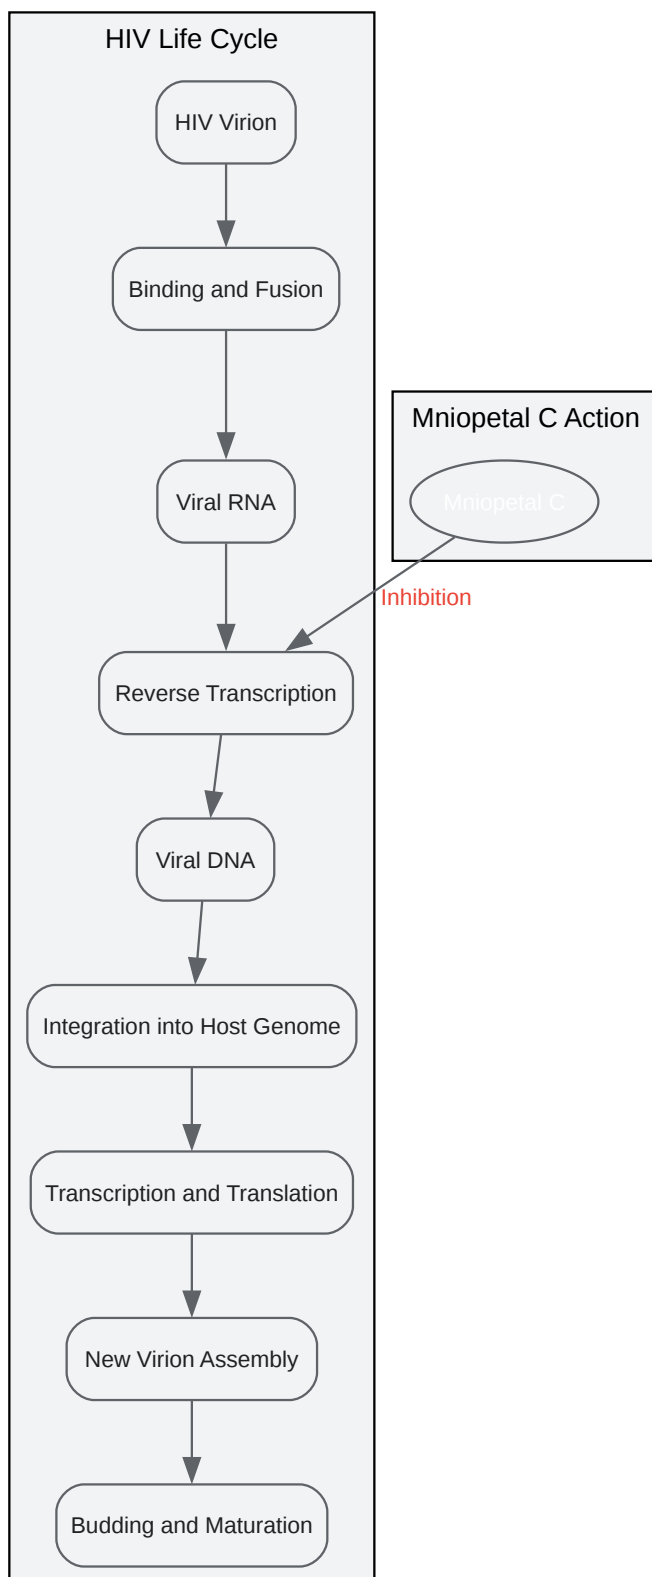 HIV Life Cycle
HIV Virion
Binding and Fusion
Viral RNA
Mniopetal C Action
Mniopetal C
Inhibition
Reverse Transcription
Viral DNA
Integration into Host Genome
Transcription and Translation
New Virion Assembly
Budding and Maturation